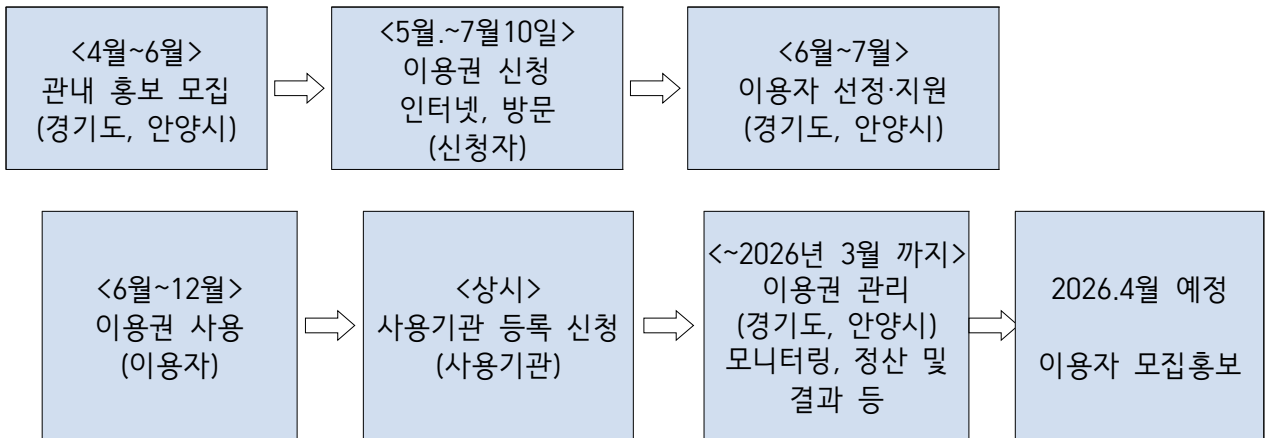 <4월~6월>
관내 홍보 모집
(경기도, 안양시)
<5월.~7월10일>
이용권 신청
인터넷, 방문
(신청자)
<6월~7월>
이용자 선정·지원
(경기도, 안양시)
<6월~12월>
이용권 사용
(이용자)
<상시>
사용기관 등록 신청
(사용기관)
<~2026년 3월 까지>
이용권 관리
(경기도, 안양시)
모니터링, 정산 및
결과 등
2026.4월 예정
이용자 모집홍보